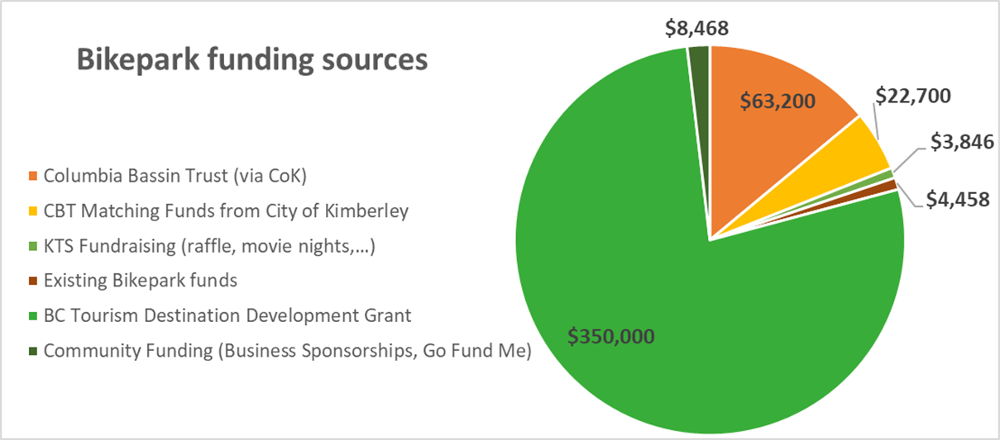 Bikepark funding sources
Columbia Bassin Trust (via CoK)
CBT Matching Funds from City of Kimberley
KTS Fundraising (raffle, movie nights,...)
Existing Bikepark funds
BC Tourism Destination Development Grant
Community Funding (Business Sponsorships, Go Fund Me)
$8,468
$63,200
$22,700
$3,846
$4,458
$350,000